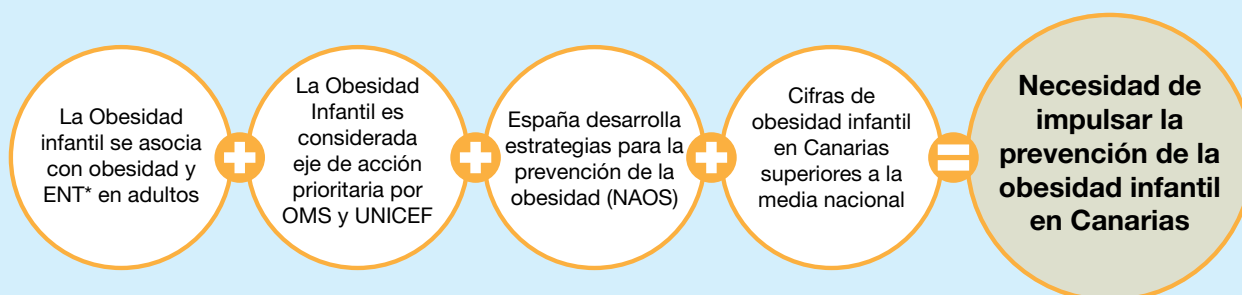 La Obesidad
infantil se asocia
con obesidad y
ENT* en adultos
La Obesidad
Infantil es
considerada
eje de acción
prioritaria por
OMS y UNICEF
España desarrolla
estrategias para la
prevención de la
obesidad (NAOS)
Cifras de
obesidad infantil
en Canarias
superiores a la
media nacional
Necesidad de
impulsar la
prevención de la
obesidad infantil
en Canarias